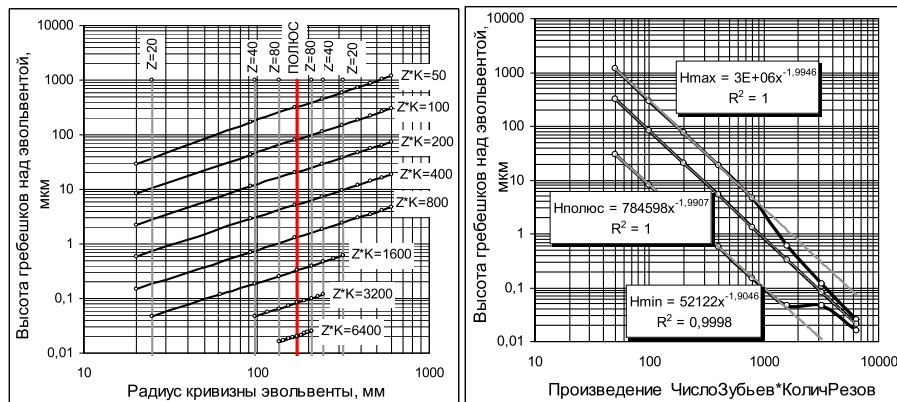 Высота гребешков над эвольвентой,
мкм
10000
1000
100
10
1
0,1
0,01
Z=20
Z=40
Z=80
ПОЛЮС
Z=80
Z=40
Z=20
Z*K=50
Z*K=100
Z*K=200
Z*K=400
Z*K=800
Z*K=1600
Z*K=3200
Z*K=6400
10
100
1000
Радиус кривизны эвольвенты, мм
Высота гребешков над эвольвентой,
мкм
10000
1000
100
10
1
0,1
0,01
Hmax = 3E+06x^-1,9946
R² = 1
Hполюс = 784598x^-1,9907
R² = 1
Hmin = 52122x^-1,9046
R² = 0,9998
10
100
1000
10000
Произведение ЧислоЗубьев*КоличРезов